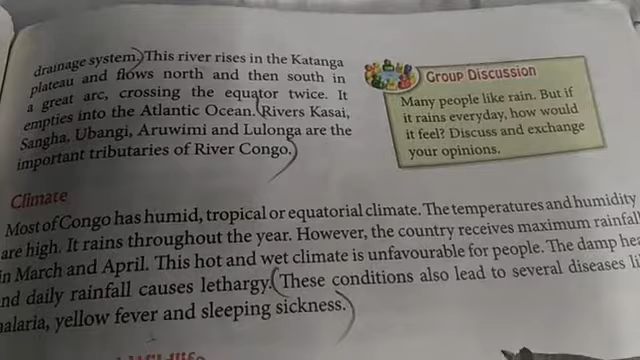 drainage system. This river rises in the Katanga
plateau and flows north and then south in
a great arc, crossing the equator twice. It
empties into the Atlantic Ocean. Rivers Kasai,
Sangha, Ubangi, Aruwimi and Lulonga are the
important tributaries of River Congo.
Group Discussion
Many people like rain. But if
it rains everyday, how would
it feel? Discuss and exchange
your opinions.
Climate
Most of Congo has humid, tropical or equatorial climate. The temperatures and humidity
are high. It rains throughout the year. However, the country receives maximum rainfall
in March and April. This hot and wet climate is unfavourable for people. The damp hea
nd daily rainfall causes lethargy. These conditions also lead to several diseases li
malaria, yellow fever and sleeping sickness.